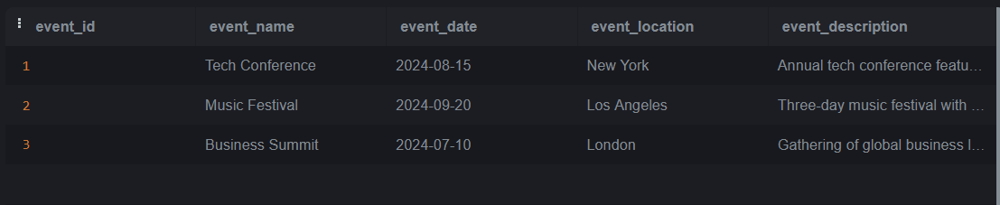 event_id event_name event_date event_location event_description
1 Tech Conference 2024-08-15 New York Annual tech conference featu...
2 Music Festival 2024-09-20 Los Angeles Three-day music festival with ...
3 Business Summit 2024-07-10 London Gathering of global business l...